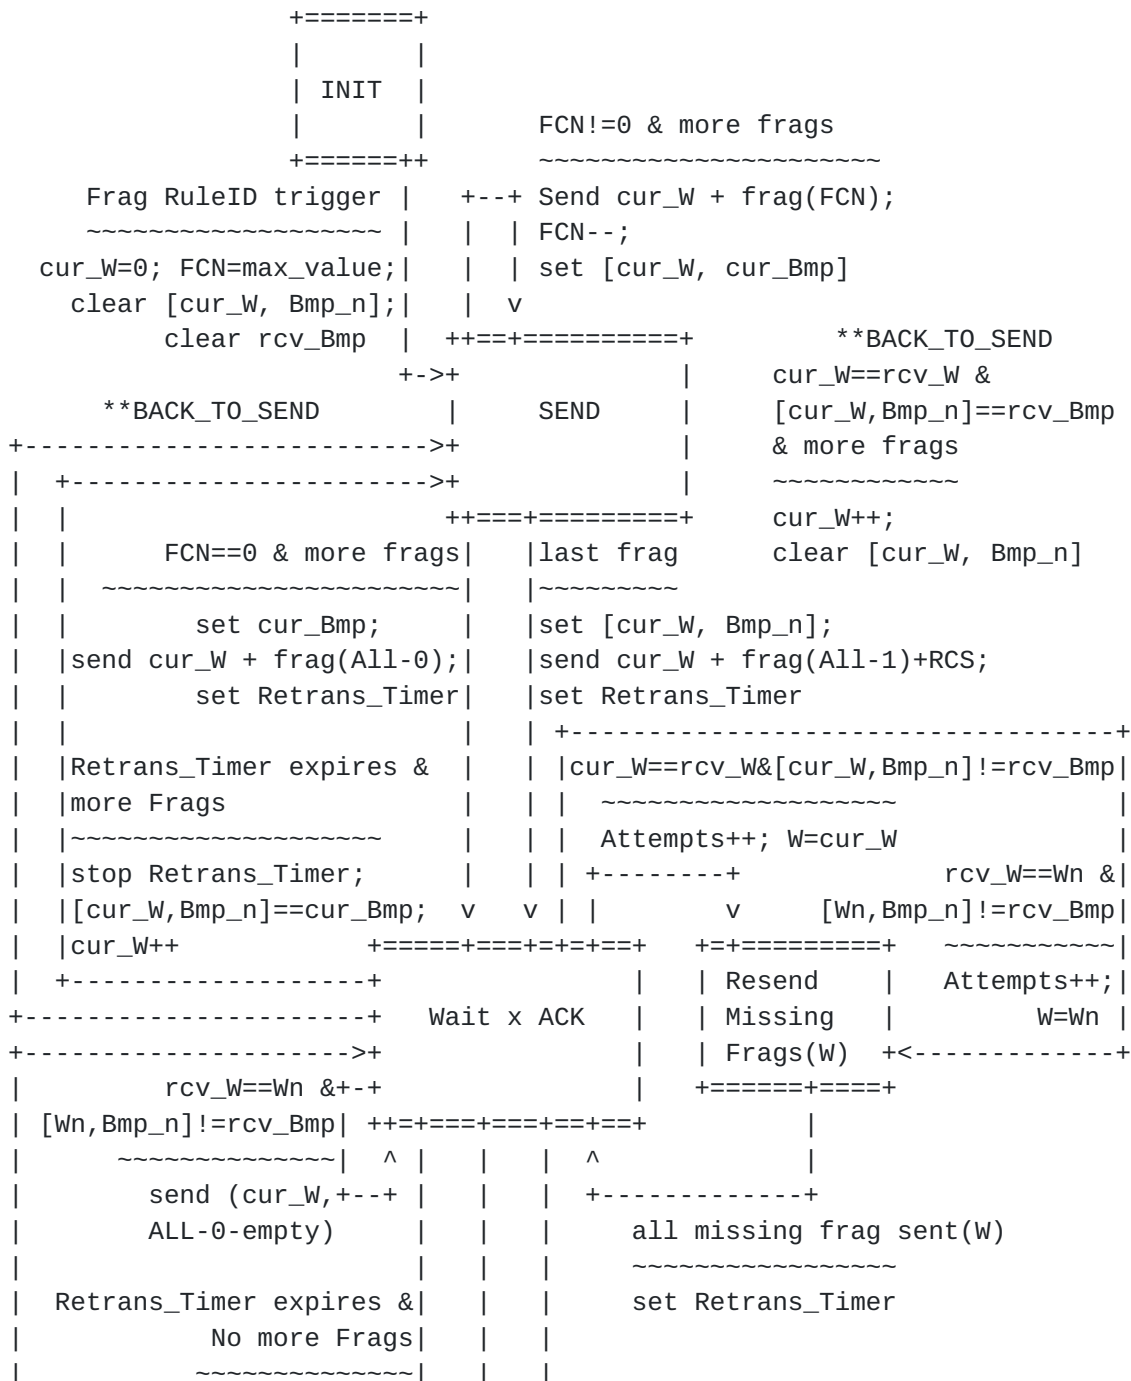 +=======+
                  |       |
                  | INIT  |
                  |       |       FCN!=0 & more frags
                  +======++       ~~~~~~~~~~~~~~~~~~~~~~
     Frag RuleID trigger |   +--+ Send cur_W + frag(FCN);
     ~~~~~~~~~~~~~~~~~~~ |   |  | FCN--;
  cur_W=0; FCN=max_value;|   |  | set [cur_W, cur_Bmp]
    clear [cur_W, Bmp_n];|   |  v
          clear rcv_Bmp  |  ++==+==========+         **BACK_TO_SEND
                         +->+              |     cur_W==rcv_W &
      **BACK_TO_SEND        |     SEND     |     [cur_W,Bmp_n]==rcv_Bmp
+-------------------------->+              |     & more frags
|  +----------------------->+              |     ~~~~~~~~~~~~
|  |                        ++===+=========+     cur_W++;
|  |      FCN==0 & more frags|   |last frag      clear [cur_W, Bmp_n]
|  |  ~~~~~~~~~~~~~~~~~~~~~~~|   |~~~~~~~~~
|  |        set cur_Bmp;     |   |set [cur_W, Bmp_n];
|  |send cur_W + frag(All-0);|   |send cur_W + frag(All-1)+RCS;
|  |        set Retrans_Timer|   |set Retrans_Timer
|  |                         |   | +-----------------------------------+
|  |Retrans_Timer expires &  |   | |cur_W==rcv_W&[cur_W,Bmp_n]!=rcv_Bmp|
|  |more Frags               |   | |  ~~~~~~~~~~~~~~~~~~~              |
|  |~~~~~~~~~~~~~~~~~~~~     |   | |  Attempts++; W=cur_W              |
|  |stop Retrans_Timer;      |   | | +--------+             rcv_W==Wn &|
|  |[cur_W,Bmp_n]==cur_Bmp;  v   v | |        v     [Wn,Bmp_n]!=rcv_Bmp|
|  |cur_W++            +=====+===+=+=+==+   +=+=========+   ~~~~~~~~~~~|
|  +-------------------+                |   | Resend    |   Attempts++;|
+----------------------+   Wait x ACK   |   | Missing   |         W=Wn |
+--------------------->+                |   | Frags(W)  +<-------------+
|         rcv_W==Wn &+-+                |   +======+====+
| [Wn,Bmp_n]!=rcv_Bmp| ++=+===+===+==+==+          |
|      ~~~~~~~~~~~~~~|  ^ |   |   |  ^             |
|        send (cur_W,+--+ |   |   |  +-------------+
|        ALL-0-empty)     |   |   |     all missing frag sent(W)
|                         |   |   |     ~~~~~~~~~~~~~~~~~
|  Retrans_Timer expires &|   |   |     set Retrans_Timer
|            No more Frags|   |   |
|           ~~~~~~~~~~~~~~|   |   |